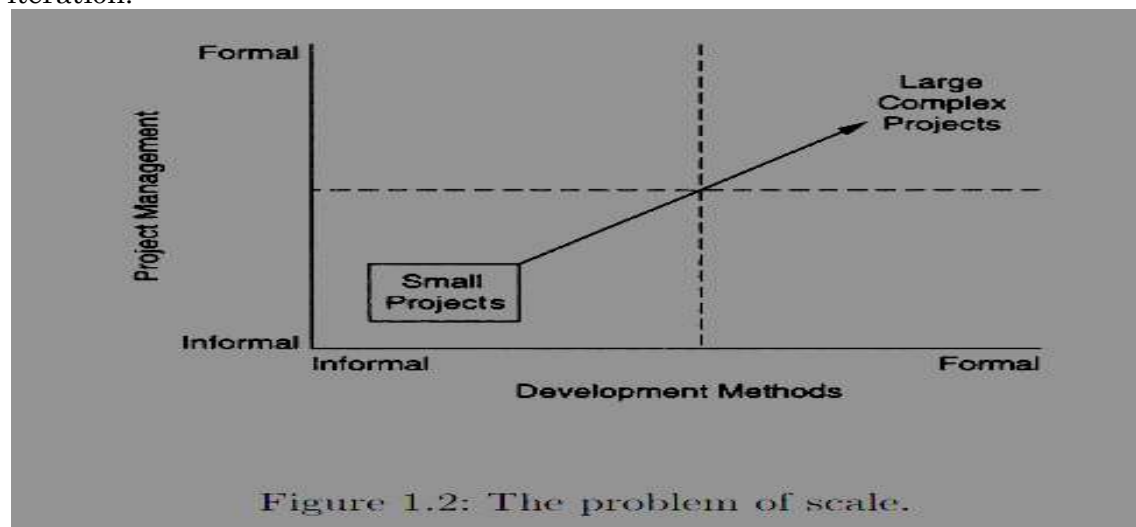 iteration.
Formal
Large
Complex
Projects
Project Management
Small
Projects
Informal
Informal
Formal
Development Methods
Figure 1.2: The problem of scale.